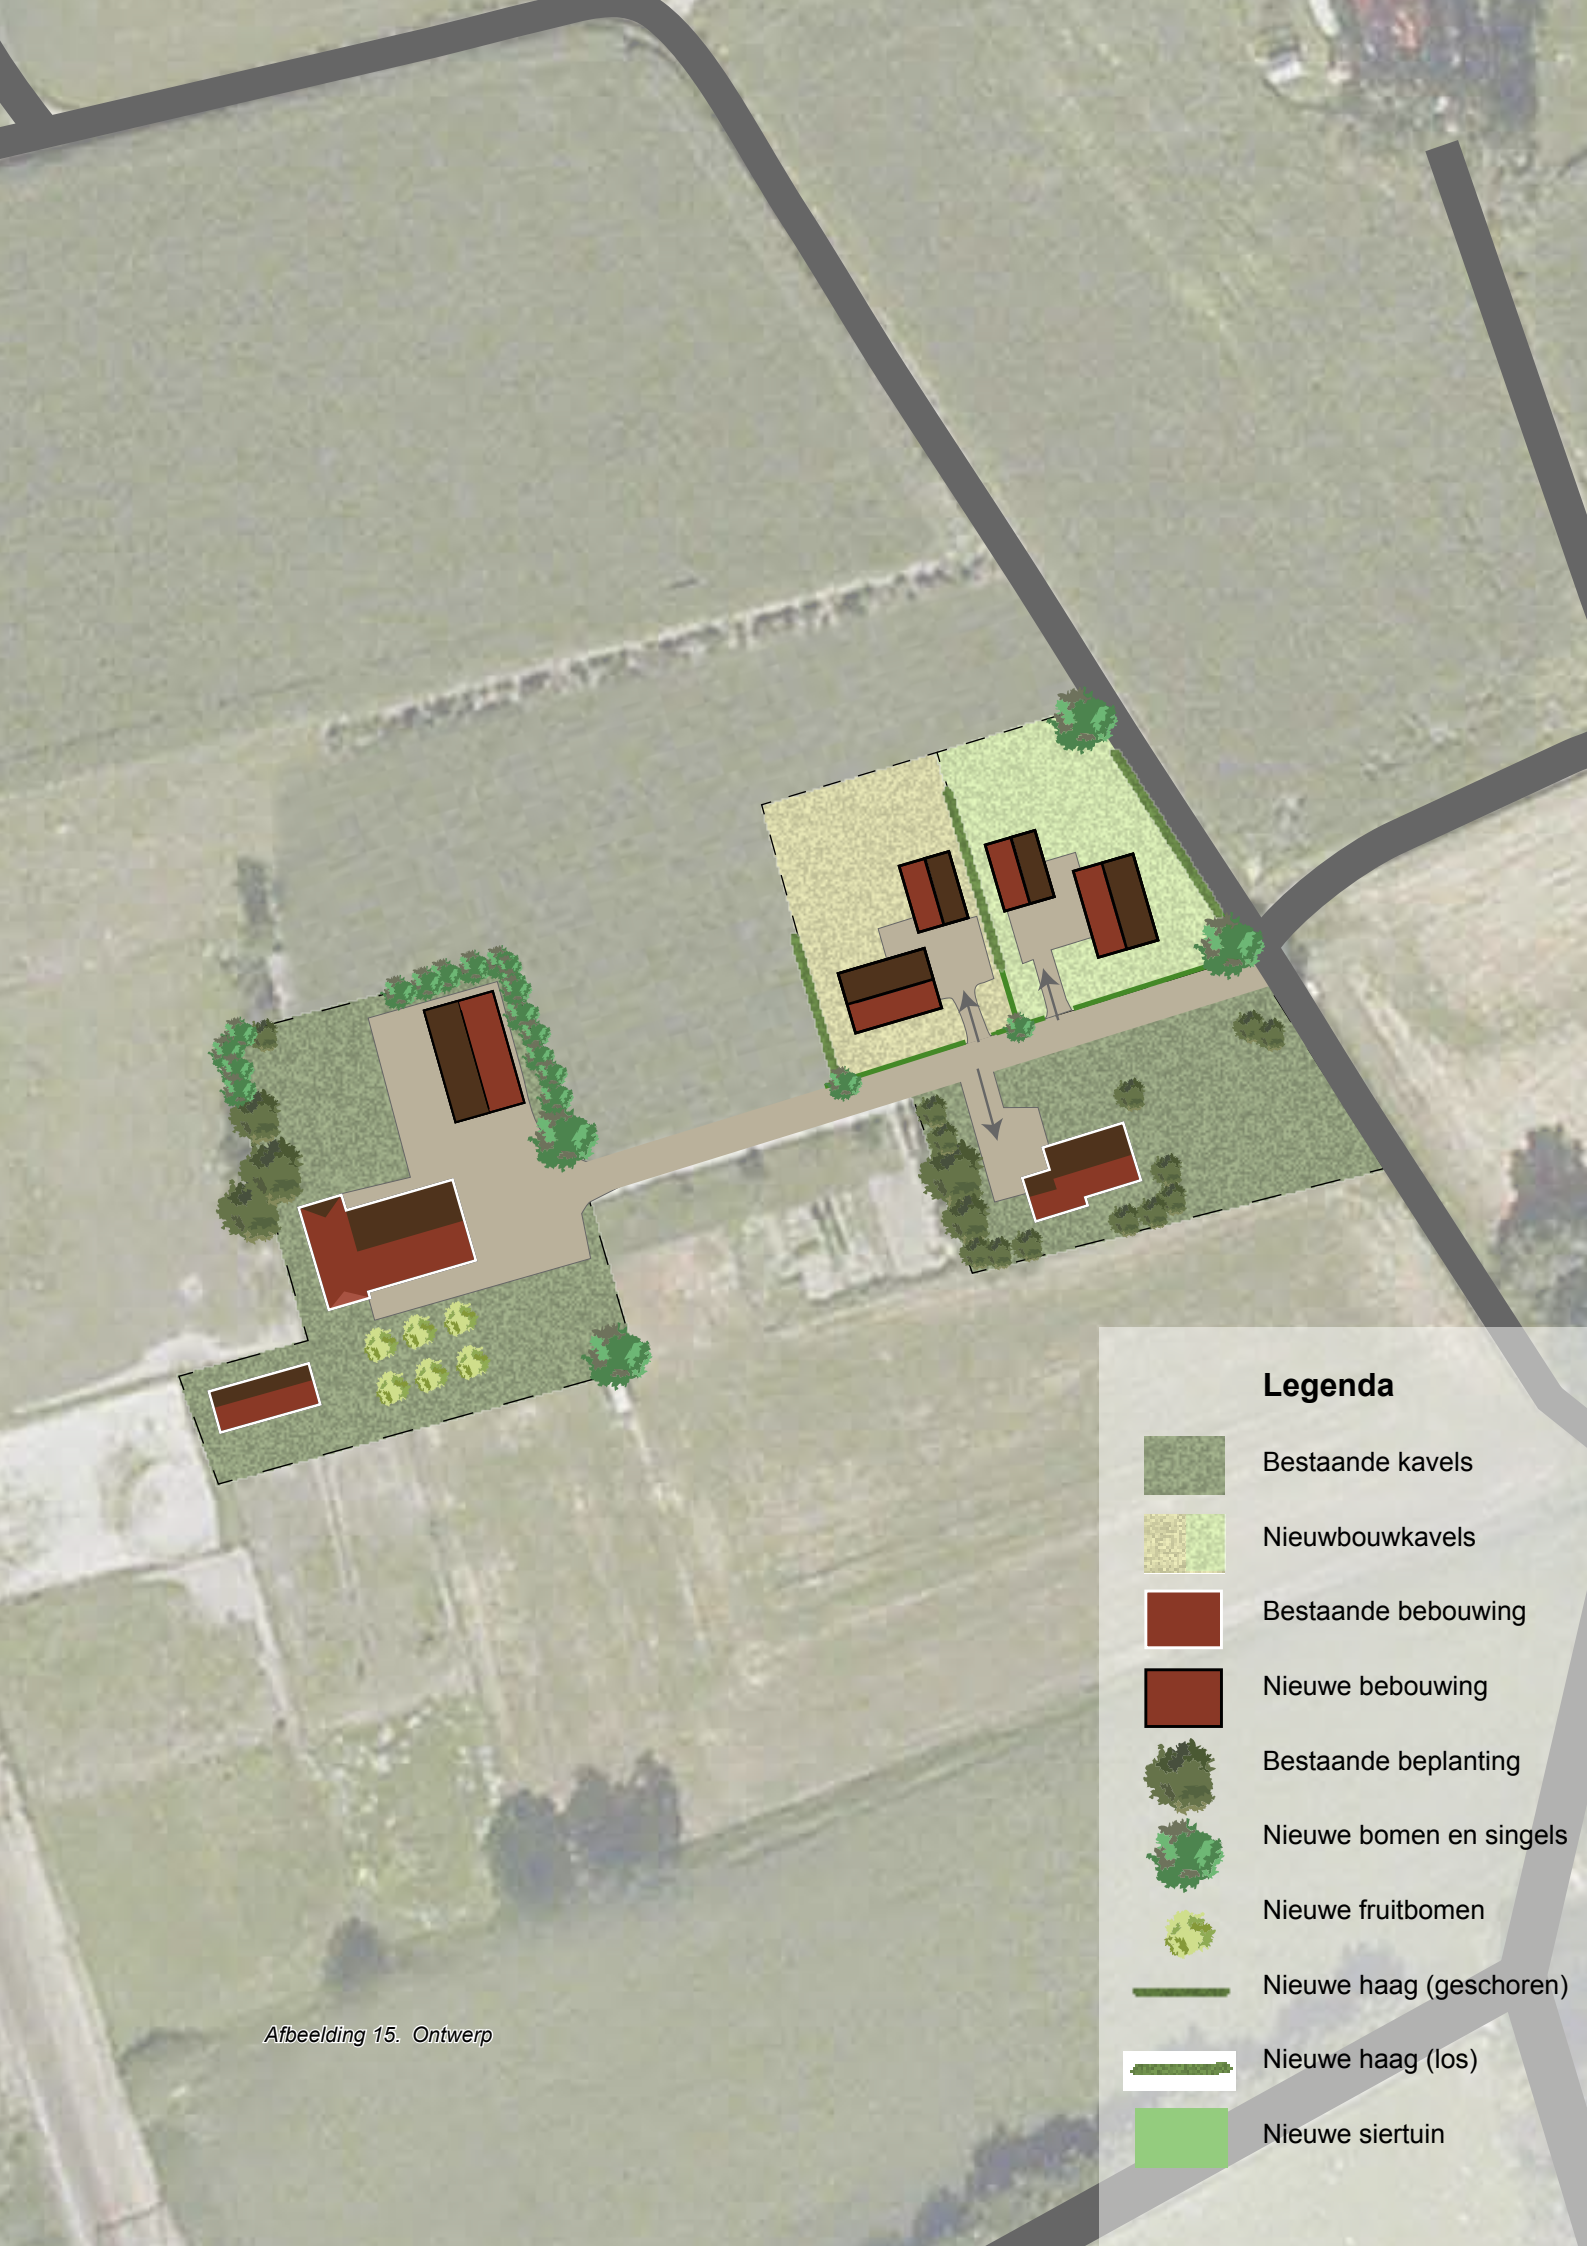 Legenda
Bestaande kavels
Nieuwbouwkavels
Bestaande bebouwing
Nieuwe bebouwing
Bestaande beplanting
Nieuwe bomen en singels
Nieuwe fruitbomen
Nieuwe haag (geschoren)
Nieuwe haag (los)
Nieuwe siertuin
Afbeelding 15. Ontwerp